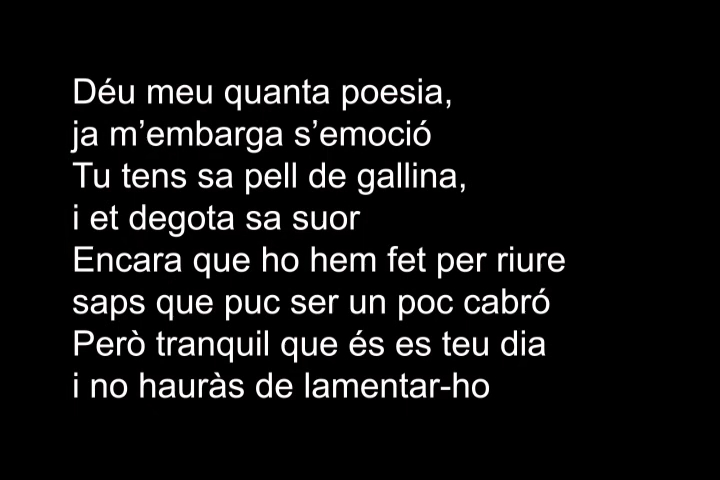 Déu meu quanta poesia,
ja m’embarga s’emoció
Tu tens sa pell de gallina,
i et degota sa suor
Encara que ho hem fet per riure
saps que puc ser un poc cabró
Però tranquil que és es teu dia
i no hauràs de lamentar-ho